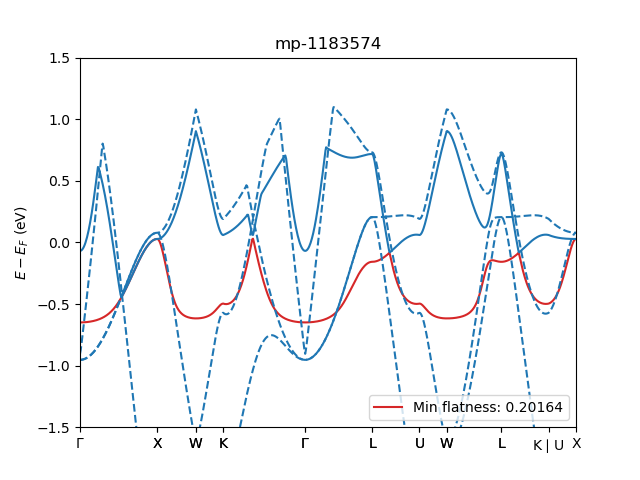 mp-1183574
E − E_F (eV)
1.5
1.0
0.5
0.0
−0.5
−1.0
−1.5
Min flatness: 0.20164
Γ X W K Γ L U W L K | U X